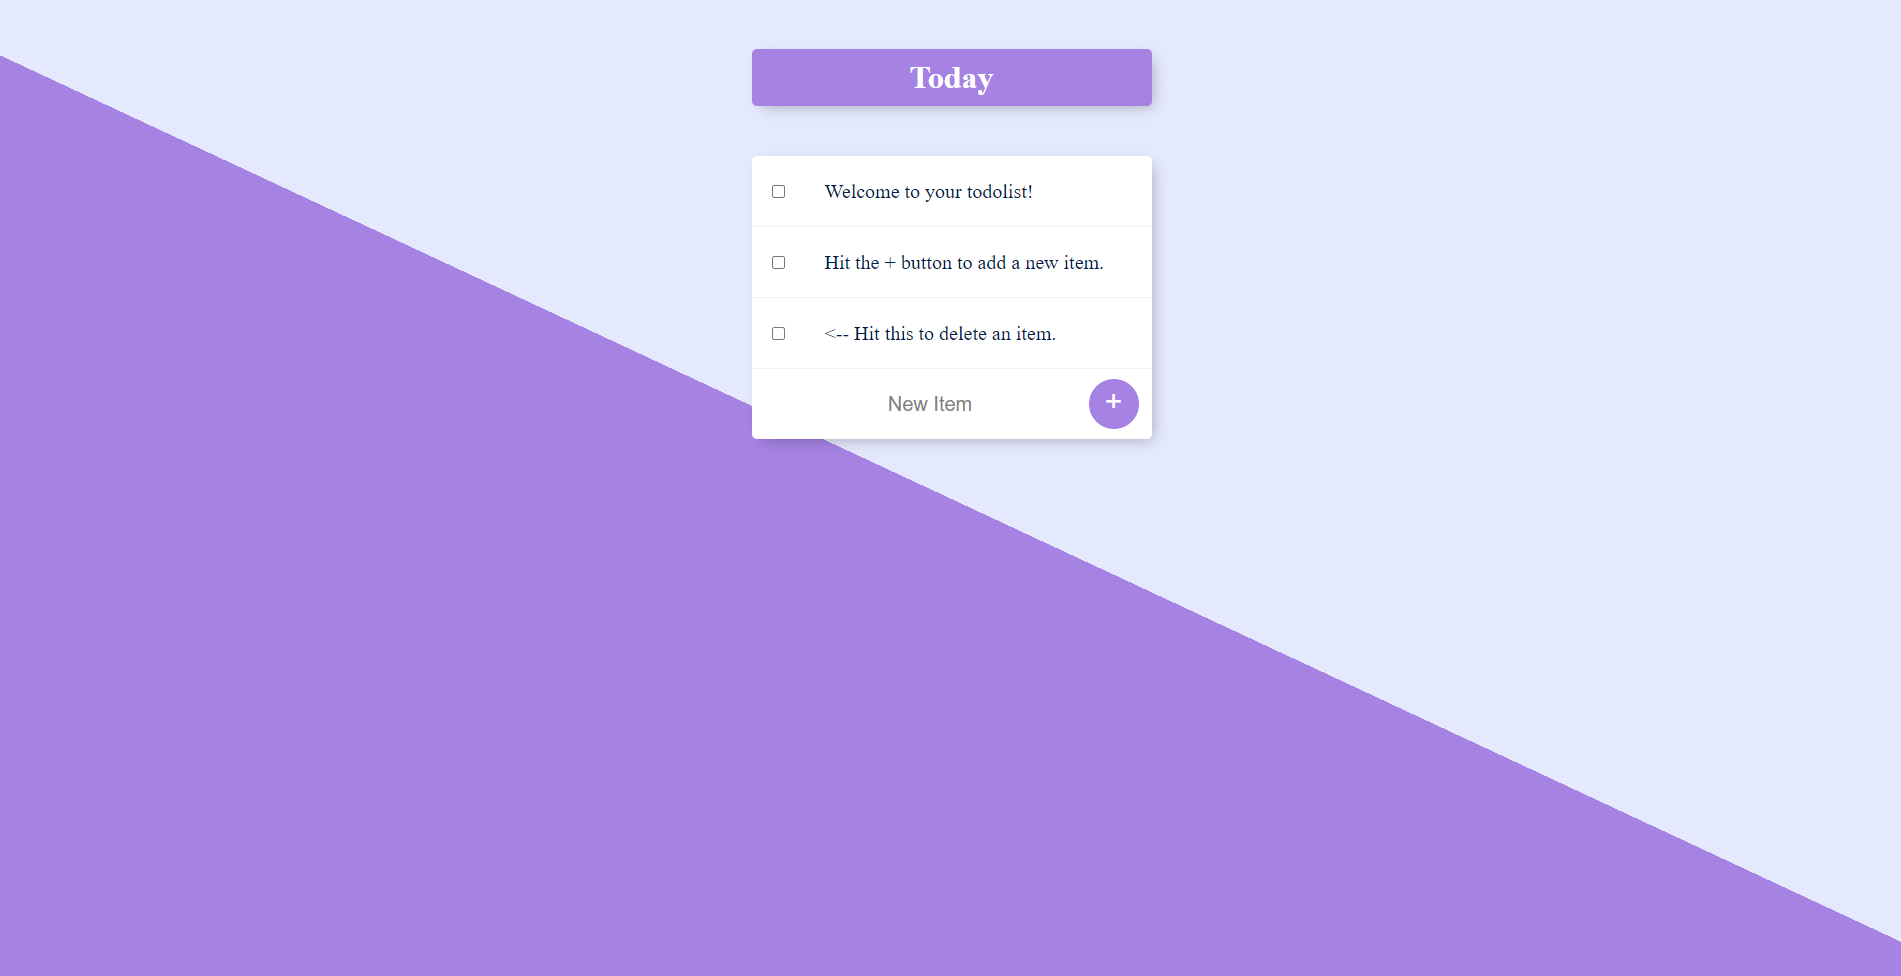 Today
Welcome to your todolist!
Hit the + button to add a new item.
<-- Hit this to delete an item.
New Item +